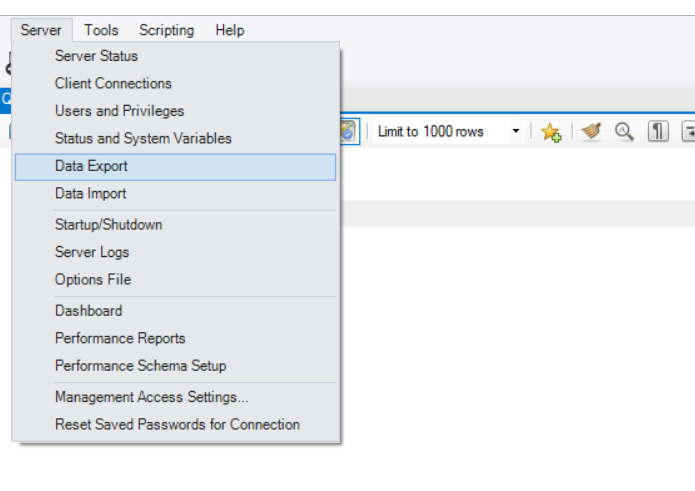 Server Tools Scripting Help
Server Status
Client Connections
Users and Privileges
Status and System Variables
Limit to 1000 rows
Data Export
Data Import
Startup/Shutdown
Server Logs
Options File
Dashboard
Performance Reports
Performance Schema Setup
Management Access Settings...
Reset Saved Passwords for Connection